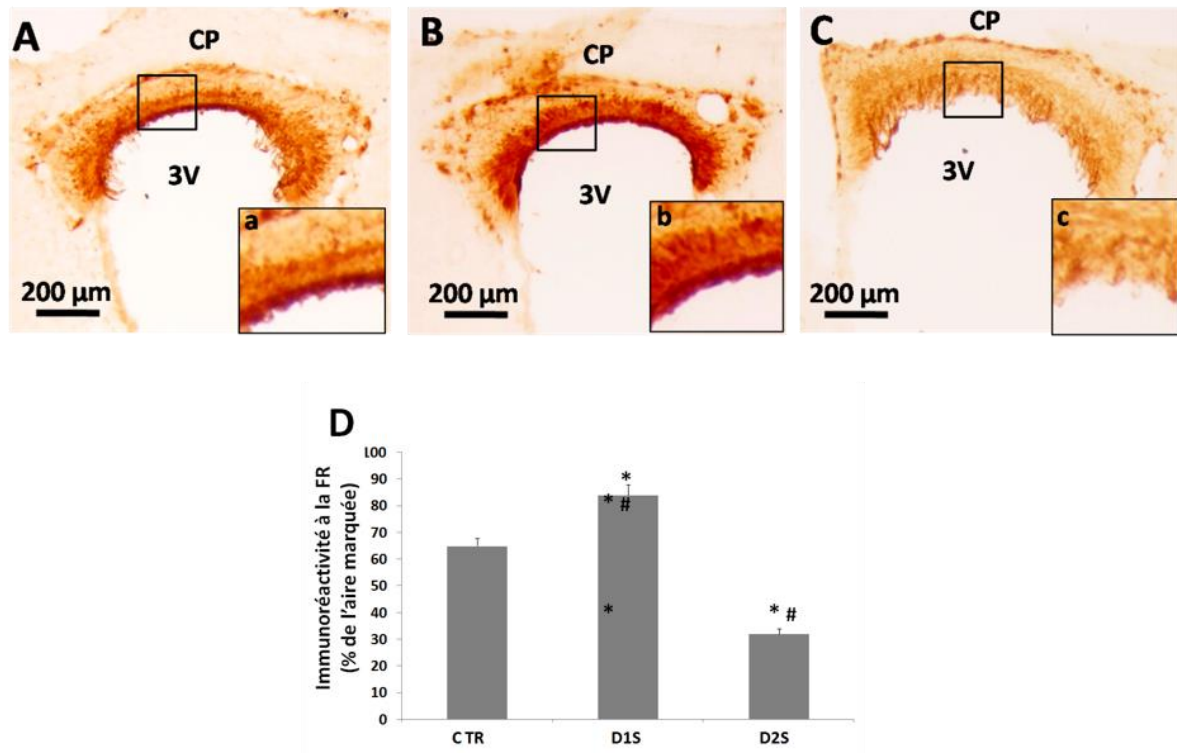 A
CP
3V
a
200 µm
B
CP
3V
b
200 µm
C
CP
3V
c
200 µm
D
Immunoréactivité à la FR
(% de l'aire marquée)
100
90
80
70
60
50
40
30
20
10
0
*
* #
*
* #
CTR
D1S
D2S